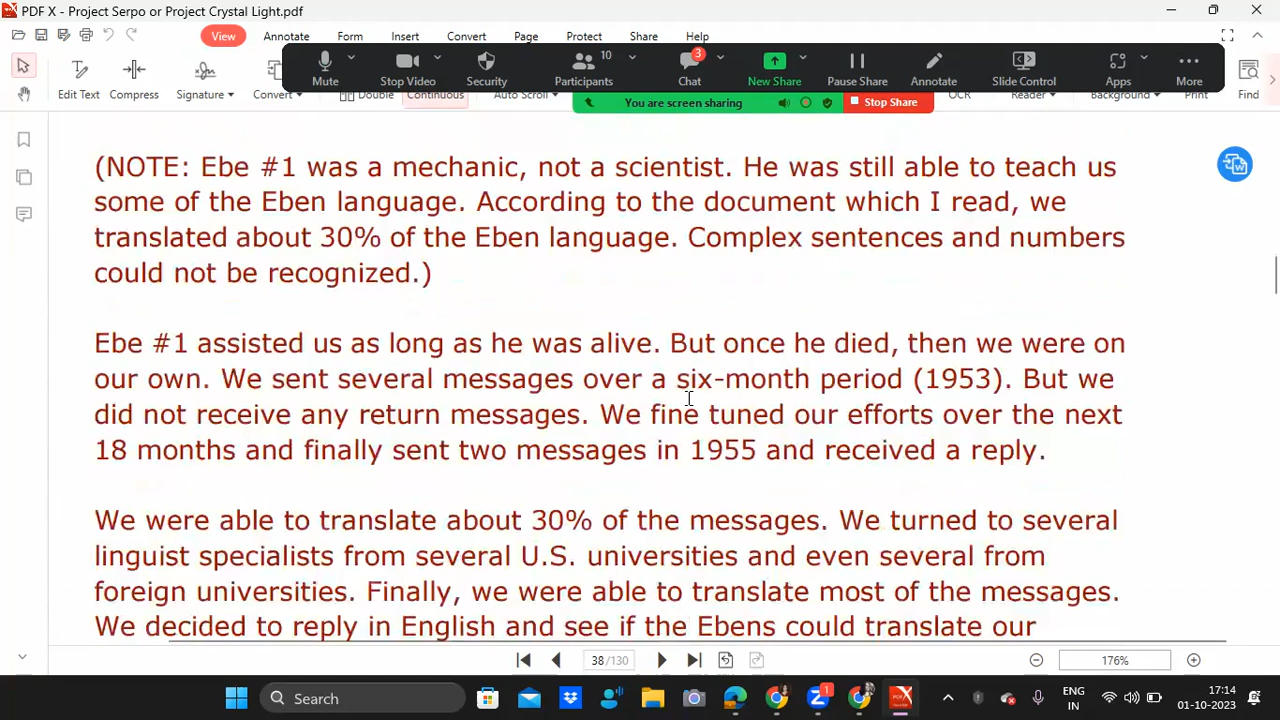 PDF X - Project Serpo or Project Crystal Light.pdf
View Annotate Form Insert Convert Page Protect Share Help
10 3
Mute Stop Video Security Participants Chat New Share Pause Share Annotate Slide Control Apps More
Edit Text Compress Signature Convert Double Continuous Auto Scroll OCR Reader Background Print Find
You are screen sharing Stop Share
(NOTE: Ebe #1 was a mechanic, not a scientist. He was still able to teach us
some of the Eben language. According to the document which I read, we
translated about 30% of the Eben language. Complex sentences and numbers
could not be recognized.)
Ebe #1 assisted us as long as he was alive. But once he died, then we were on
our own. We sent several messages over a six-month period (1953). But we
did not receive any return messages. We fine tuned our efforts over the next
18 months and finally sent two messages in 1955 and received a reply.
We were able to translate about 30% of the messages. We turned to several
linguist specialists from several U.S. universities and even several from
foreign universities. Finally, we were able to translate most of the messages.
We decided to reply in English and see if the Ebens could translate our
38/130 176%
Search 1 ENG 17:14
IN 01-10-2023